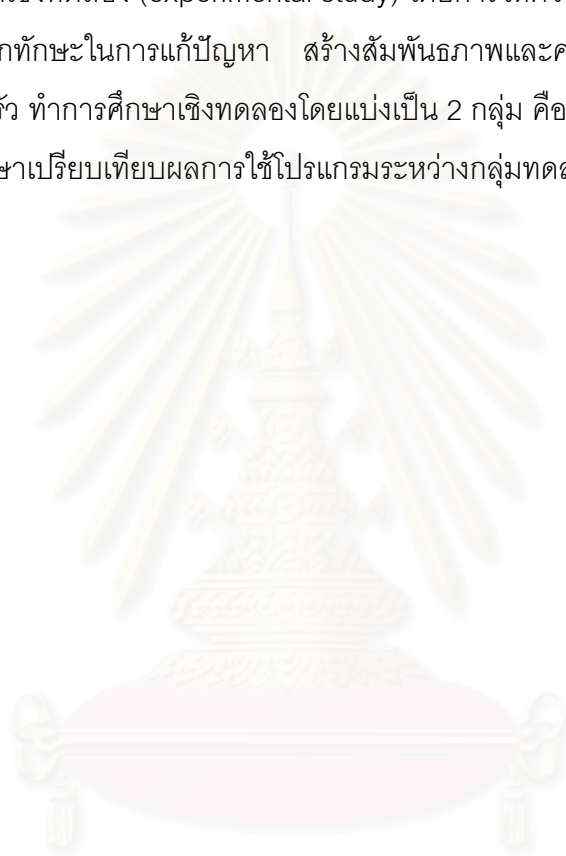 (experimental study)
ทักษะในการแก้ปัญหา สร้างสัมพันธภาพและ
ทำการศึกษาเชิงทดลองโดยแบ่งเป็น 2 กลุ่ม คือ
เปรียบเทียบผลการใช้โปรแกรมระหว่างกลุ่ม